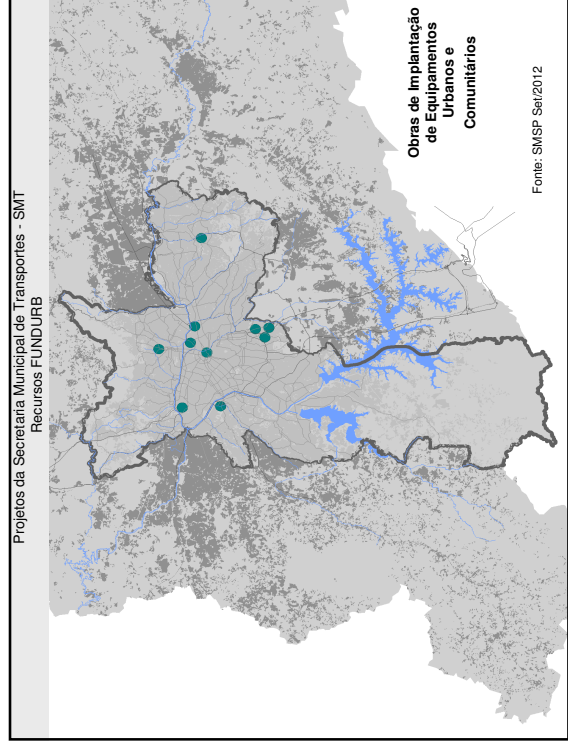 Projetos da Secretaria Municipal de Transportes - SMT
Recursos FUNDURB
Obras de Implantação
de Equipamentos
Urbanos e
Comunitários
Fonte: SMSP Set/2012